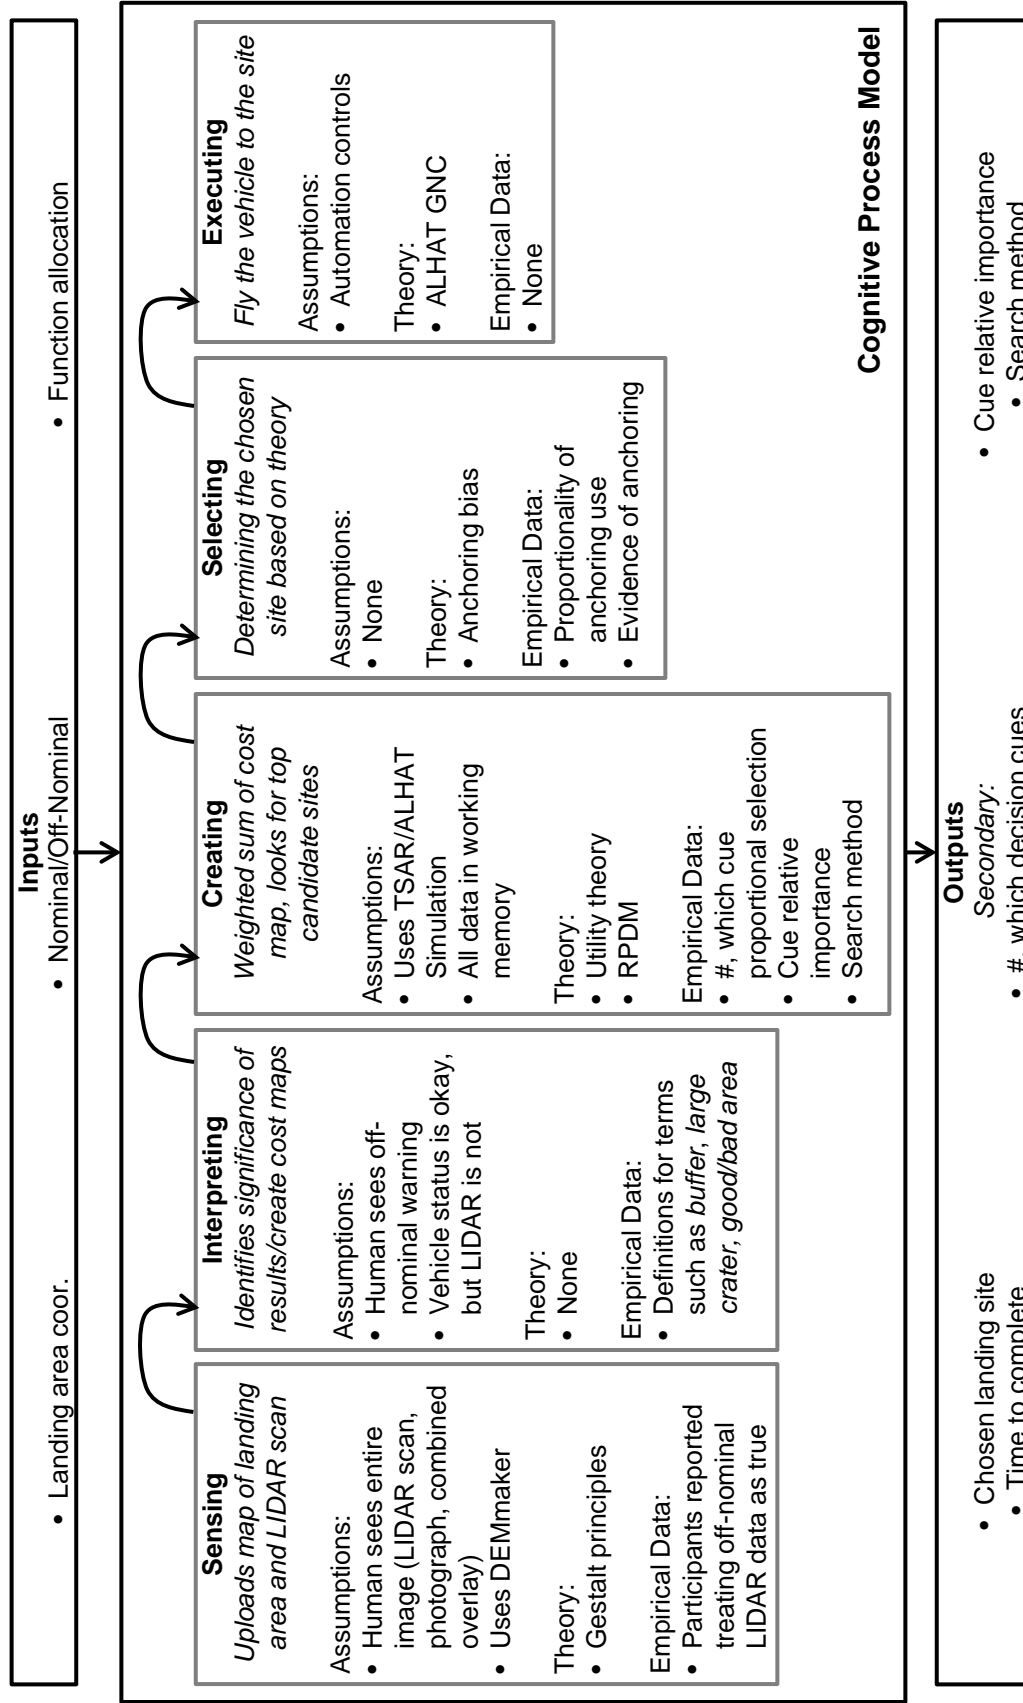 Inputs
• Landing area coor.
• Nominal/Off-Nominal
• Function allocation
Sensing
Uploads map of landing
area and LIDAR scan
Assumptions:
• Human sees entire
image (LIDAR scan,
photograph, combined
overlay)
• Uses DEMmaker
Theory:
• Gestalt principles
Empirical Data:
• Participants reported
treating off-nominal
LIDAR data as true
Interpreting
Identifies significance of
results/create cost maps
Assumptions:
• Human sees off-
nominal warning
• Vehicle status is okay,
but LIDAR is not
Theory:
• None
Empirical Data:
• Definitions for terms
such as buffer, large
crater, good/bad area
Creating
Weighted sum of cost
map, looks for top
candidate sites
Assumptions:
• Uses TSAR/ALHAT
Simulation
• All data in working
memory
Theory:
• Utility theory
• RPDM
Empirical Data:
• #, which cue
proportional selection
• Cue relative
importance
• Search method
Selecting
Determining the chosen
site based on theory
Assumptions:
• None
Theory:
• Anchoring bias
Empirical Data:
• Proportionality of
anchoring use
• Evidence of anchoring
Executing
Fly the vehicle to the site
Assumptions:
• Automation controls
Theory:
• ALHAT GNC
Empirical Data:
• None
Cognitive Process Model
Outputs
• Chosen landing site
• Time to complete
Secondary:
• #, which decision cues
• Cue relative importance
• Search method